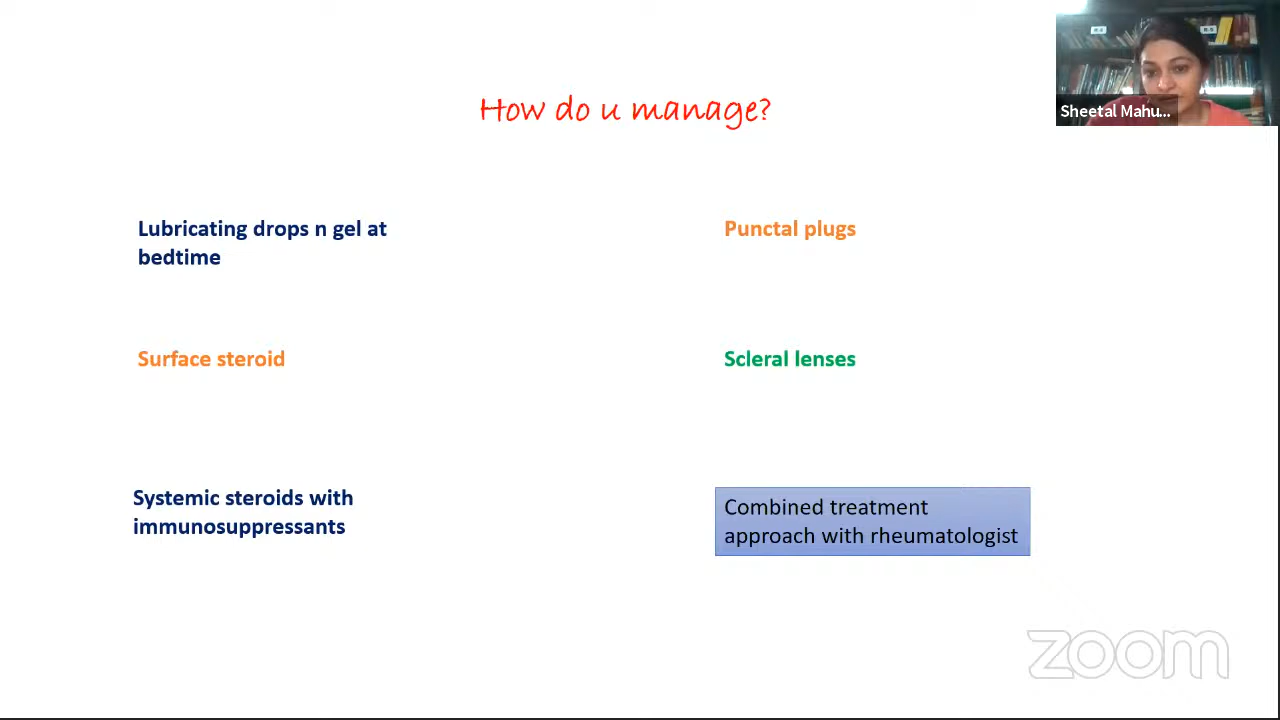 How do u manage?
Sheetal Mahu...
Lubricating drops n gel at
bedtime
Punctal plugs
Surface steroid
Scleral lenses
Systemic steroids with
immunosuppressants
Combined treatment
approach with rheumatologist
zoom